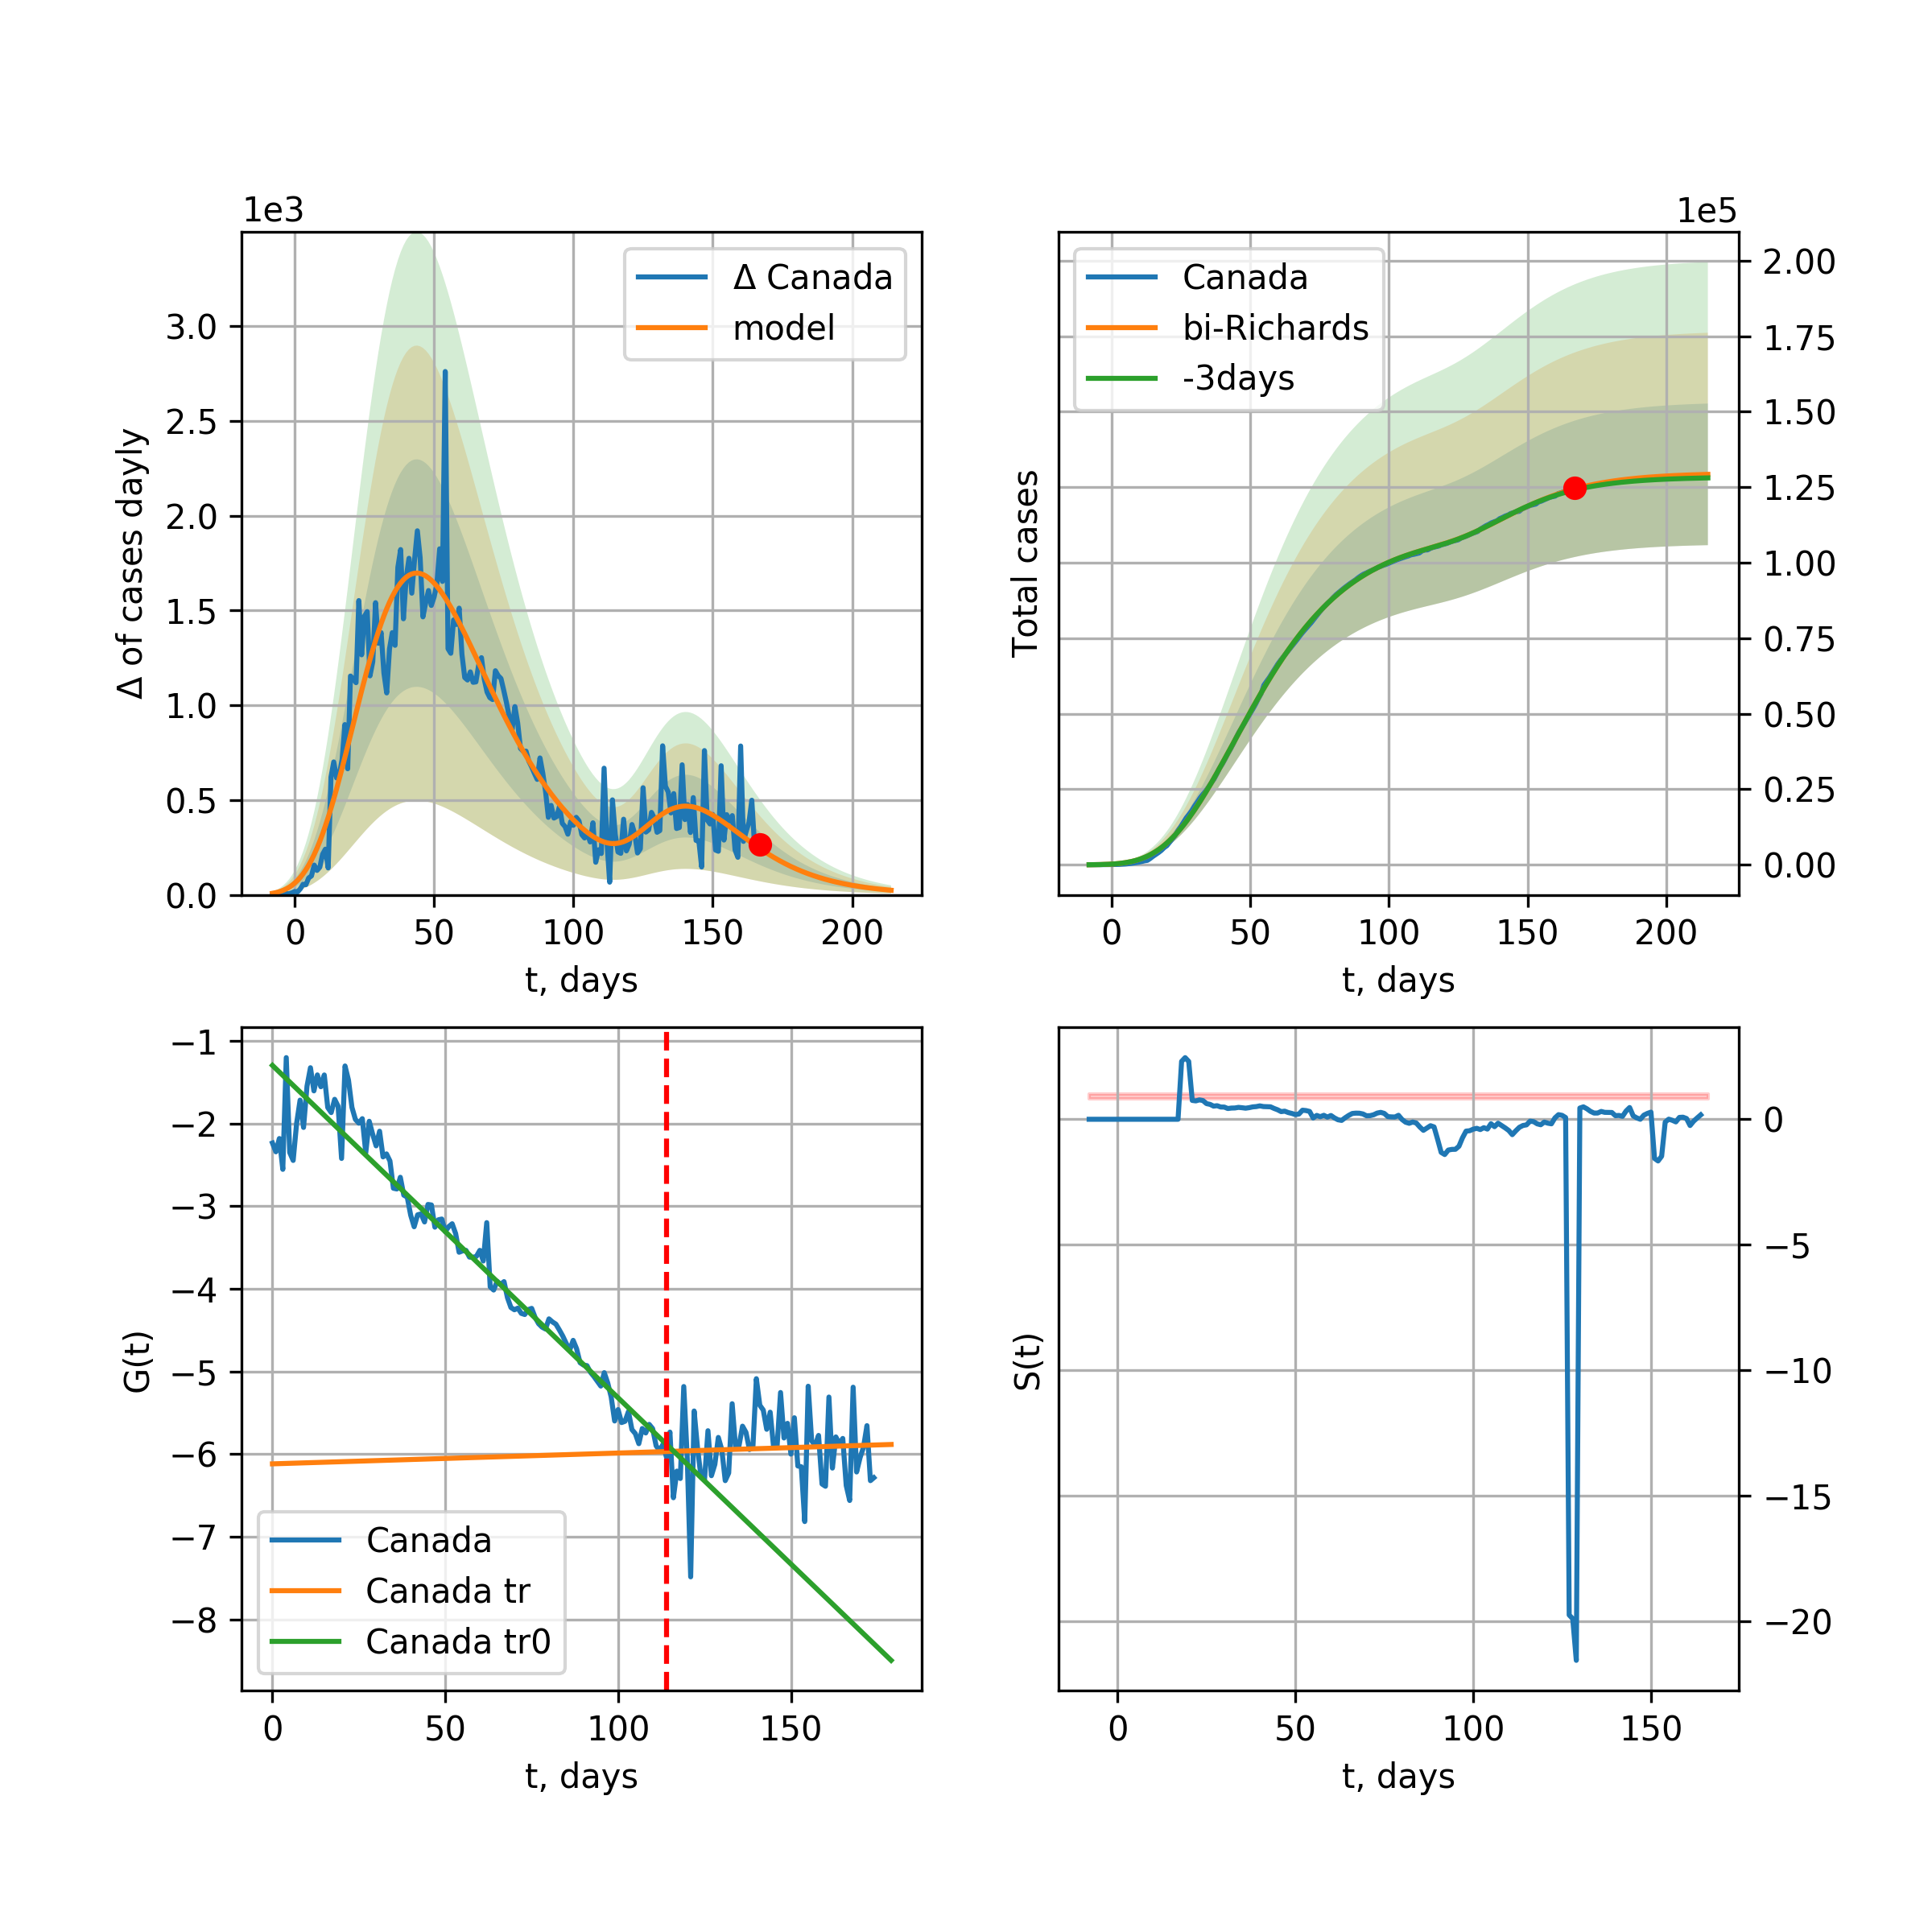 1e3
Δ of cases dayly
3.0
2.5
2.0
1.5
1.0
0.5
0.0
0 50 100 150 200
t, days
Δ Canada
model
1e5
Total cases
2.00
1.75
1.50
1.25
1.00
0.75
0.50
0.25
0.00
0 50 100 150 200
t, days
Canada
bi-Richards
-3days
G(t)
−1
−2
−3
−4
−5
−6
−7
−8
0 50 100 150
t, days
Canada
Canada tr
Canada tr0
S(t)
0
−5
−10
−15
−20
0 50 100 150
t, days